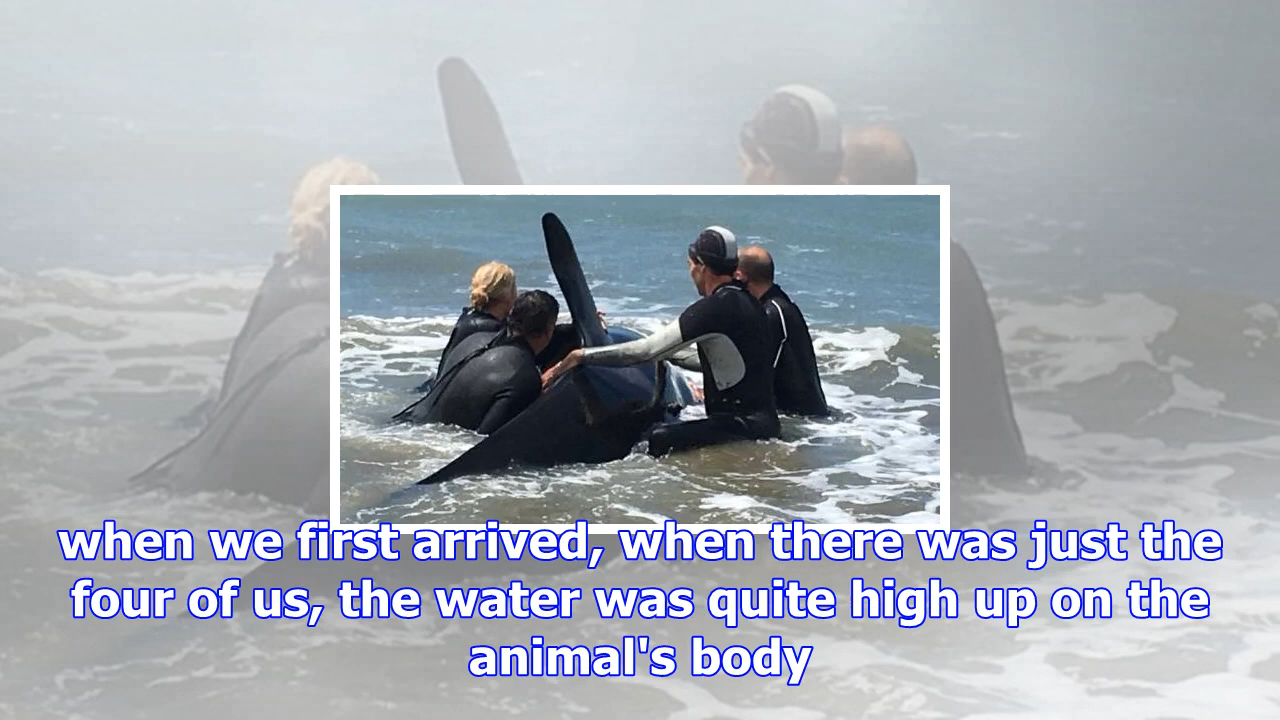 when we first arrived, when there was just the
four of us, the water was quite high up on the
animal's body